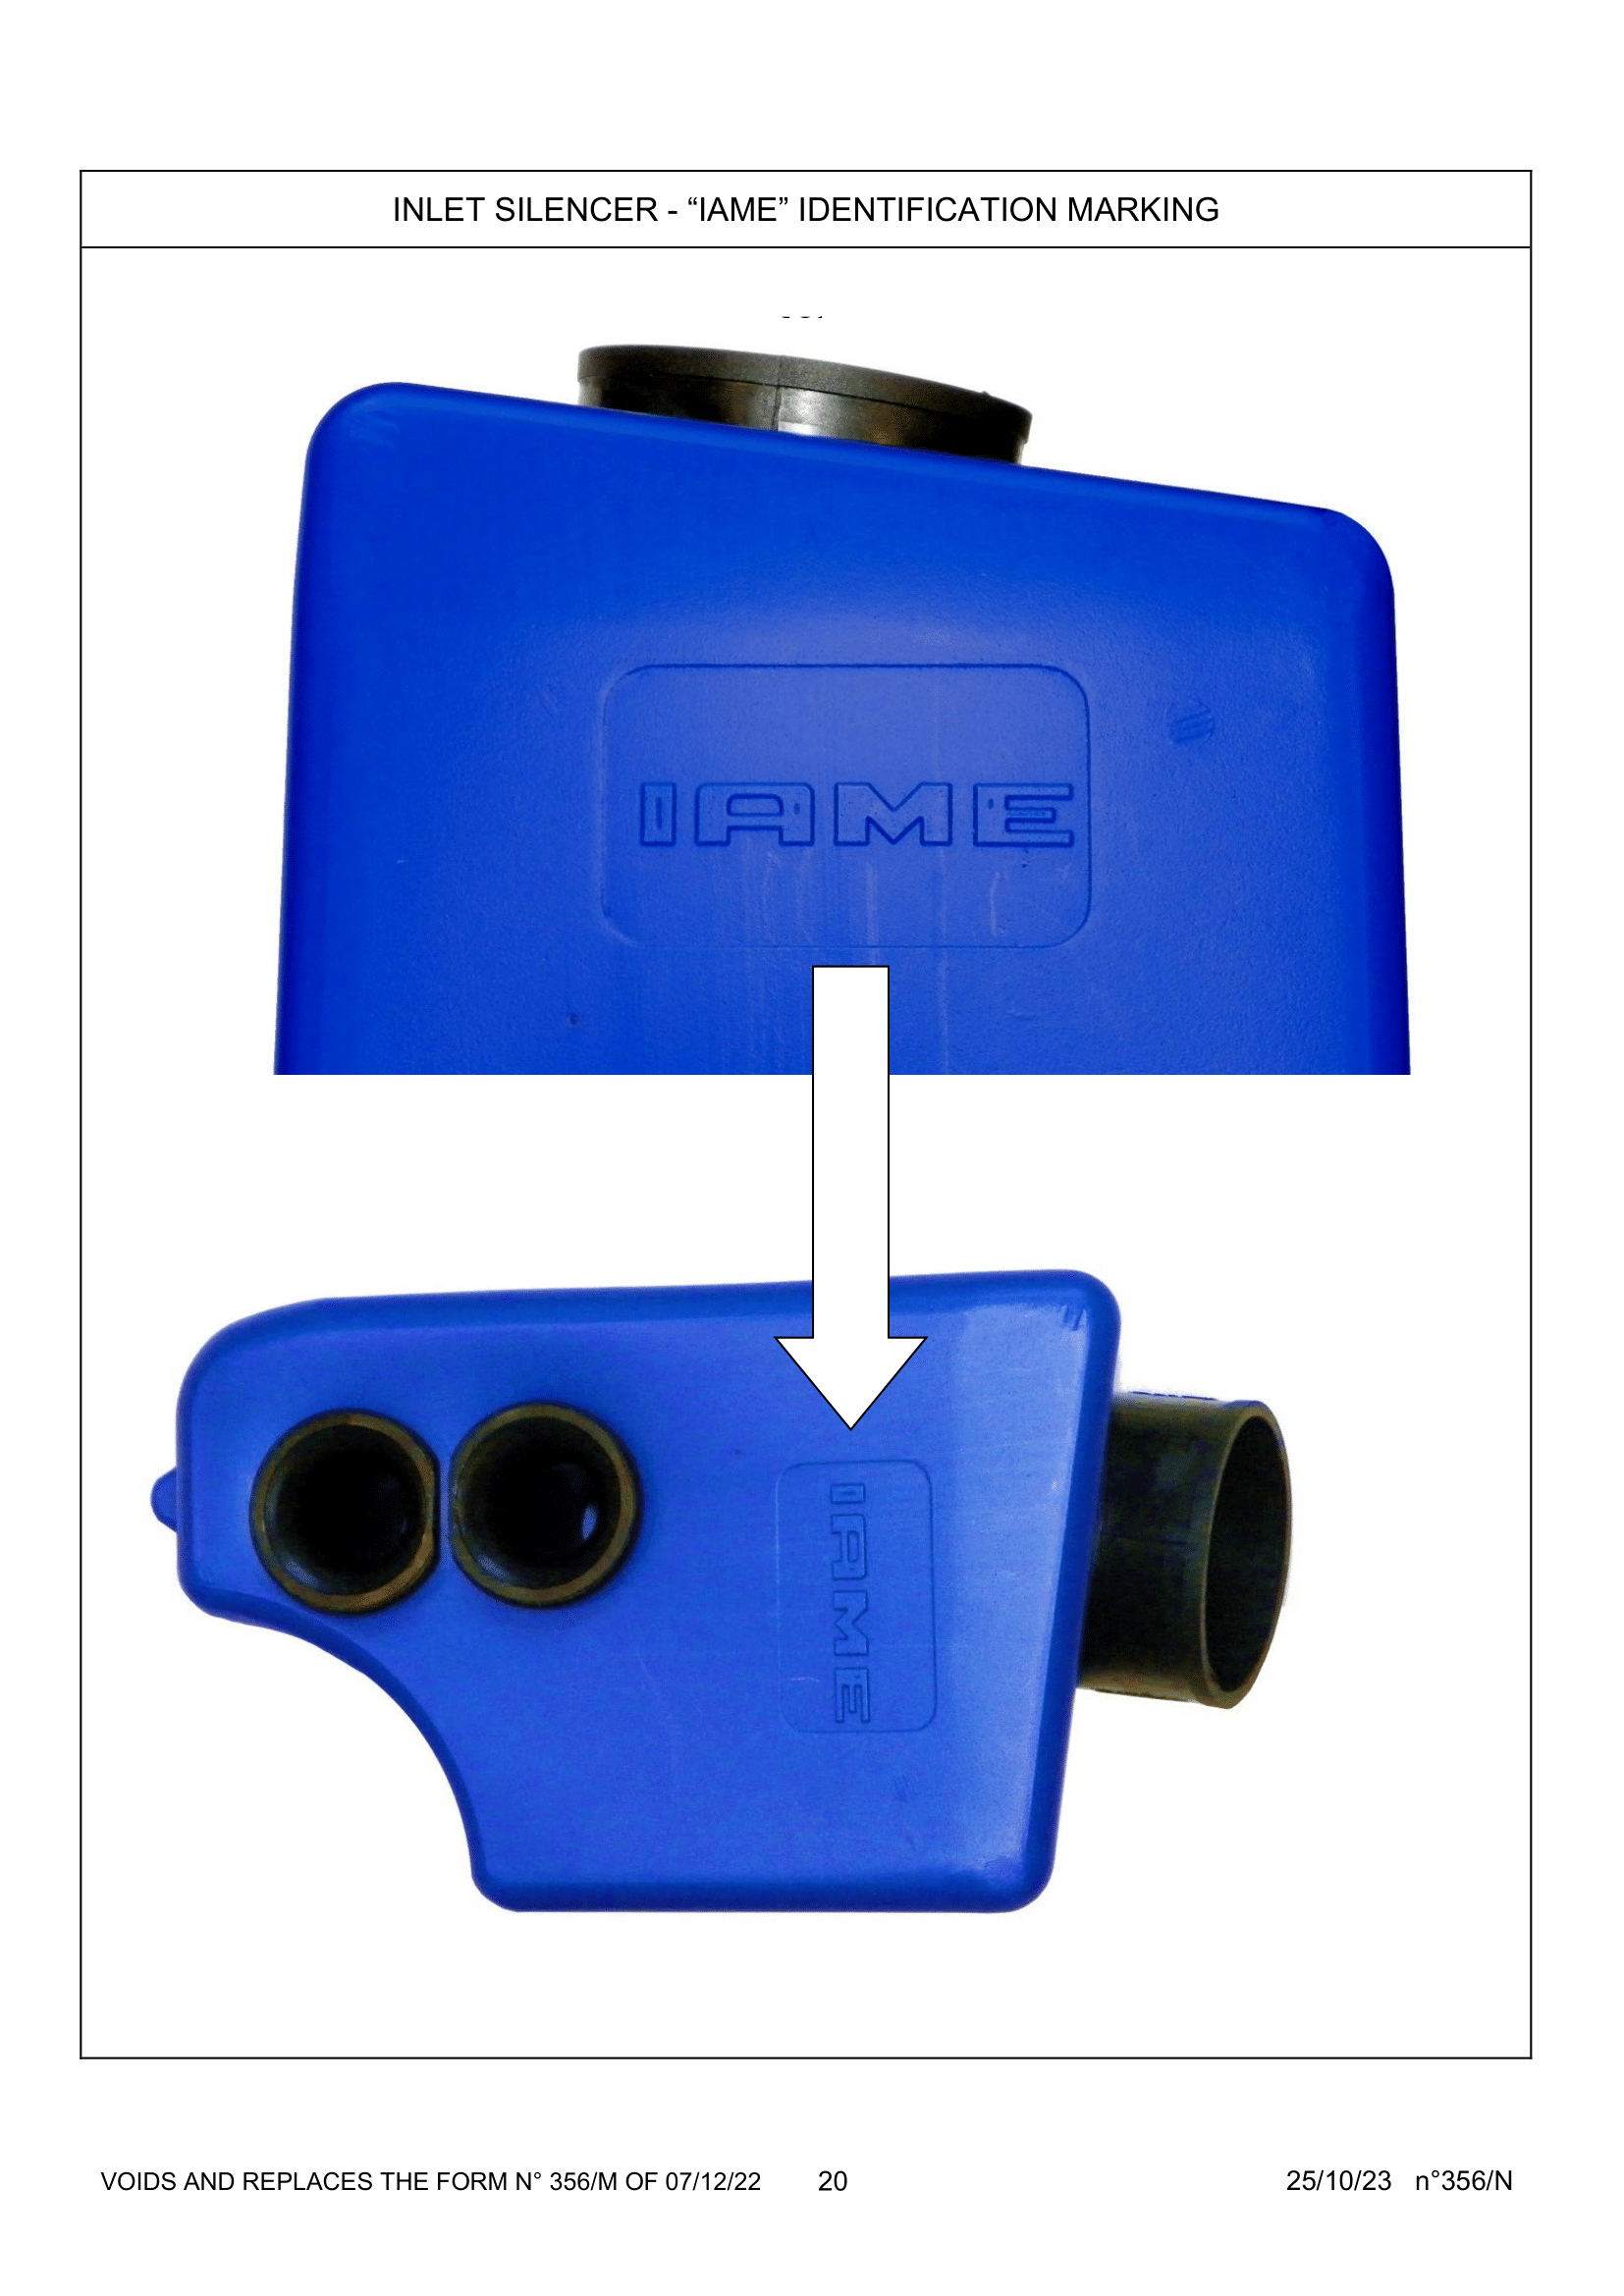 INLET SILENCER - “IAME” IDENTIFICATION MARKING
IAME
IAME
VOIDS AND REPLACES THE FORM N° 356/M OF 07/12/22 20 25/10/23 n°356/N